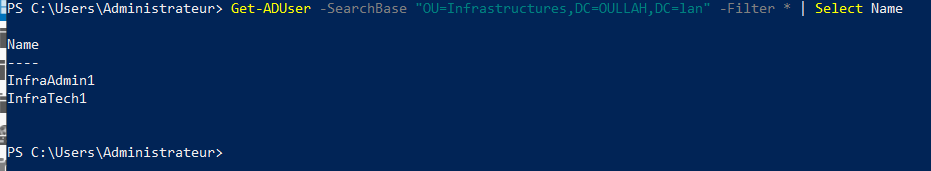 PS C:\Users\Administrateur> Get-ADUser -SearchBase "OU=Infrastructures,DC=OULLAH,DC=lan" -Filter * | Select Name
Name
----
InfraAdmin1
InfraTech1
PS C:\Users\Administrateur>